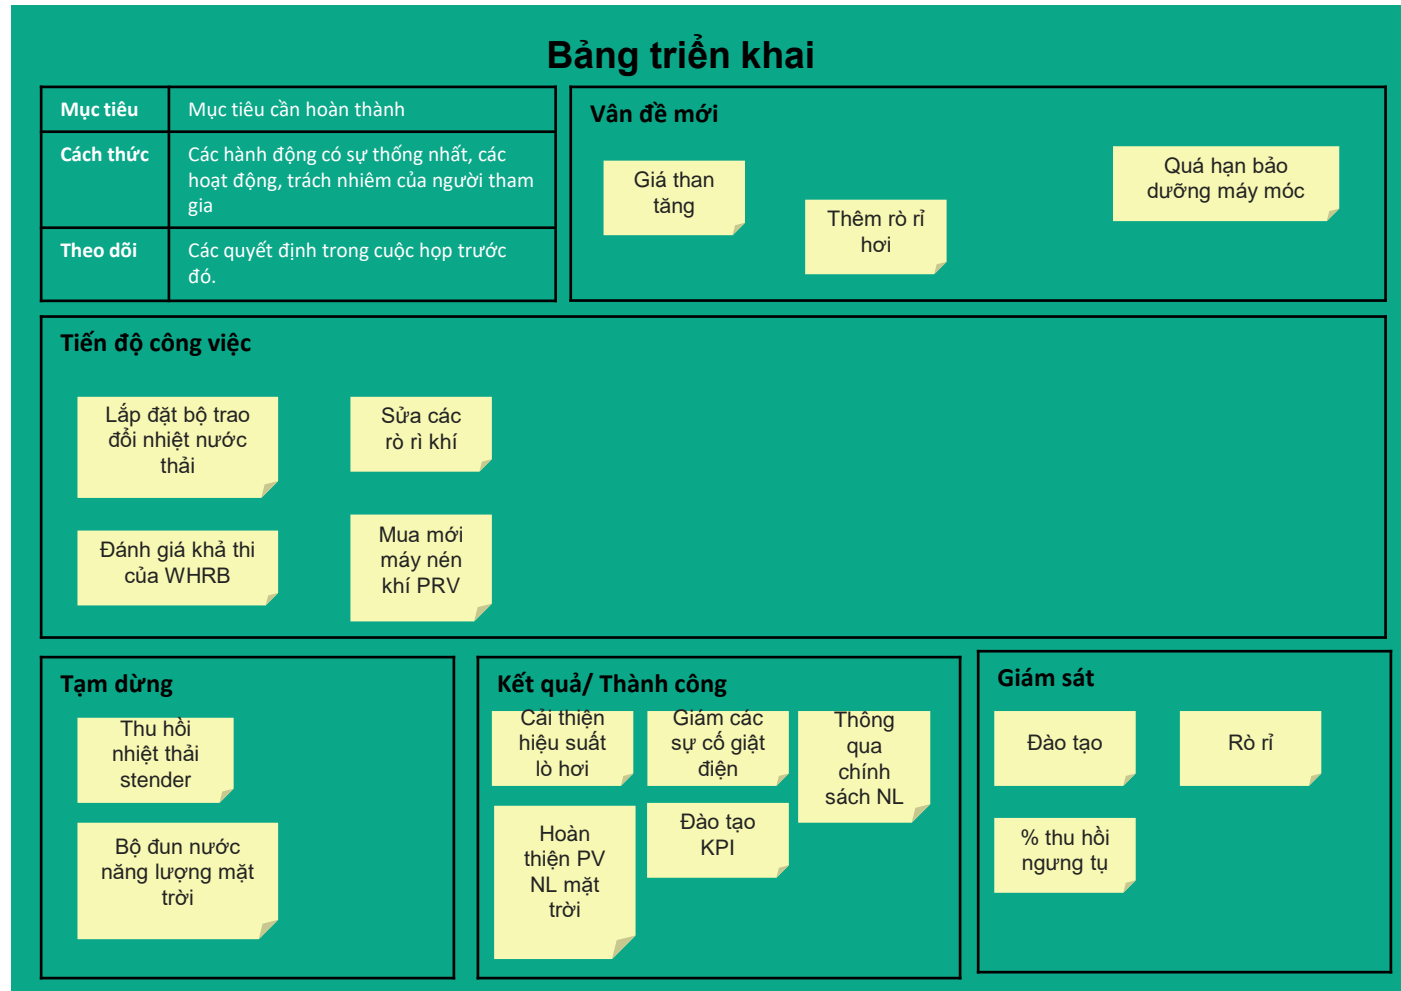 Bảng triển khai
Mục tiêu
Mục tiêu cần hoàn thành
Cách thức
Các hành động có sự thống nhất, các
hoạt động, trách nhiêm của người tham
gia
Theo dõi
Các quyết định trong cuộc họp trước
đó.
Vân đề mới
Giá than
tăng
Thêm rò rỉ
hơi
Quá hạn bảo
dưỡng máy móc
Tiến độ công việc
Lắp đặt bộ trao
đổi nhiệt nước
thải
Sửa các
rò rì khí
Đánh giá khả thi
của WHRB
Mua mới
máy nén
khí PRV
Tạm dừng
Thu hồi
nhiệt thải
stender
Bộ đun nước
năng lượng mặt
trời
Kết quả/ Thành công
Cải thiện
hiệu suất
lò hơi
Giảm các
sự cố giật
điện
Thông
qua
chính
sách NL
Hoàn
thiện PV
NL mặt
trời
Đào tạo
KPI
Giám sát
Đào tạo
Rò rỉ
% thu hồi
ngưng tụ